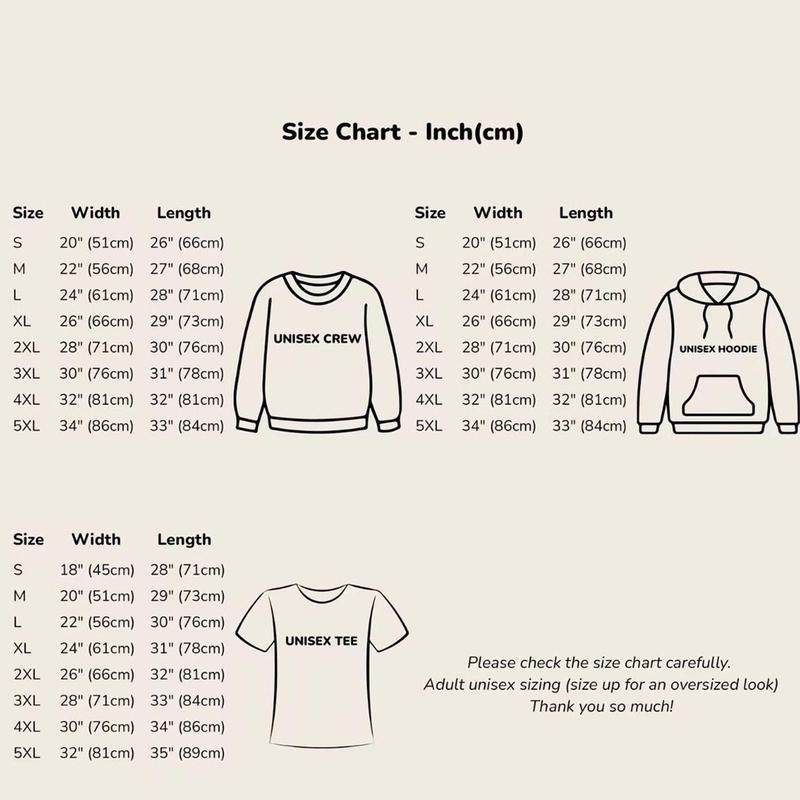 Size Chart - Inch(cm)
Size Width Length
S 20" (51cm) 26" (66cm)
M 22" (56cm) 27" (68cm)
L 24" (61cm) 28" (71cm)
XL 26" (66cm) 29" (73cm)
2XL 28" (71cm) 30" (76cm)
3XL 30" (76cm) 31" (78cm)
4XL 32" (81cm) 32" (81cm)
5XL 34" (86cm) 33" (84cm)
UNISEX CREW
Size Width Length
S 20" (51cm) 26" (66cm)
M 22" (56cm) 27" (68cm)
L 24" (61cm) 28" (71cm)
XL 26" (66cm) 29" (73cm)
2XL 28" (71cm) 30" (76cm)
3XL 30" (76cm) 31" (78cm)
4XL 32" (81cm) 32" (81cm)
5XL 34" (86cm) 33" (84cm)
UNISEX HOODIE
Size Width Length
S 18" (45cm) 28" (71cm)
M 20" (51cm) 29" (73cm)
L 22" (56cm) 30" (76cm)
XL 24" (61cm) 31" (78cm)
2XL 26" (66cm) 32" (81cm)
3XL 28" (71cm) 33" (84cm)
4XL 30" (76cm) 34" (86cm)
5XL 32" (81cm) 35" (89cm)
UNISEX TEE
Please check the size chart carefully.
Adult unisex sizing (size up for an oversized look)
Thank you so much!